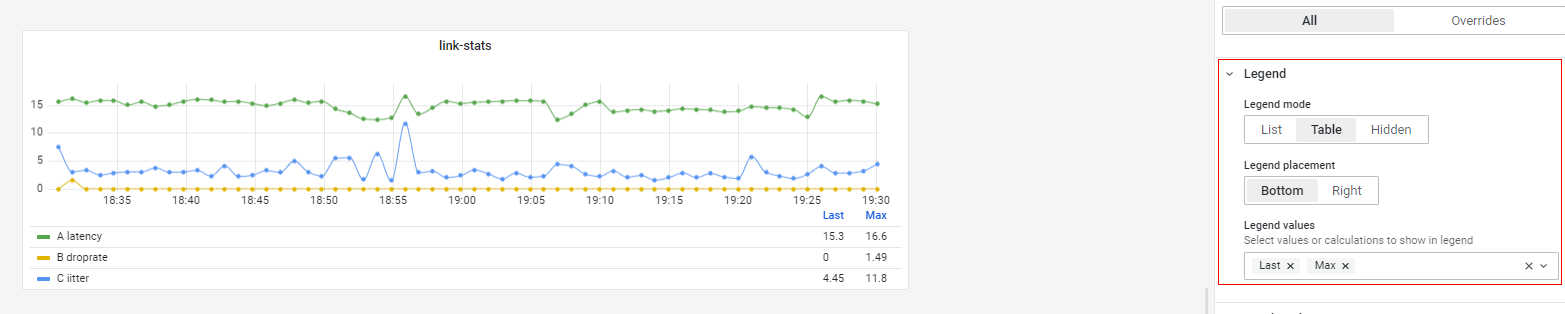 link-stats
15
10
5
0
18:35 18:40 18:45 18:50 18:55 19:00 19:05 19:10 19:15 19:20 19:25 19:30
Last Max
A latency 15.3 16.6
B droprate 0 1.49
C jitter 4.45 11.8
All Overrides
Legend
Legend mode
List Table Hidden
Legend placement
Bottom Right
Legend values
Select values or calculations to show in legend
Last Max